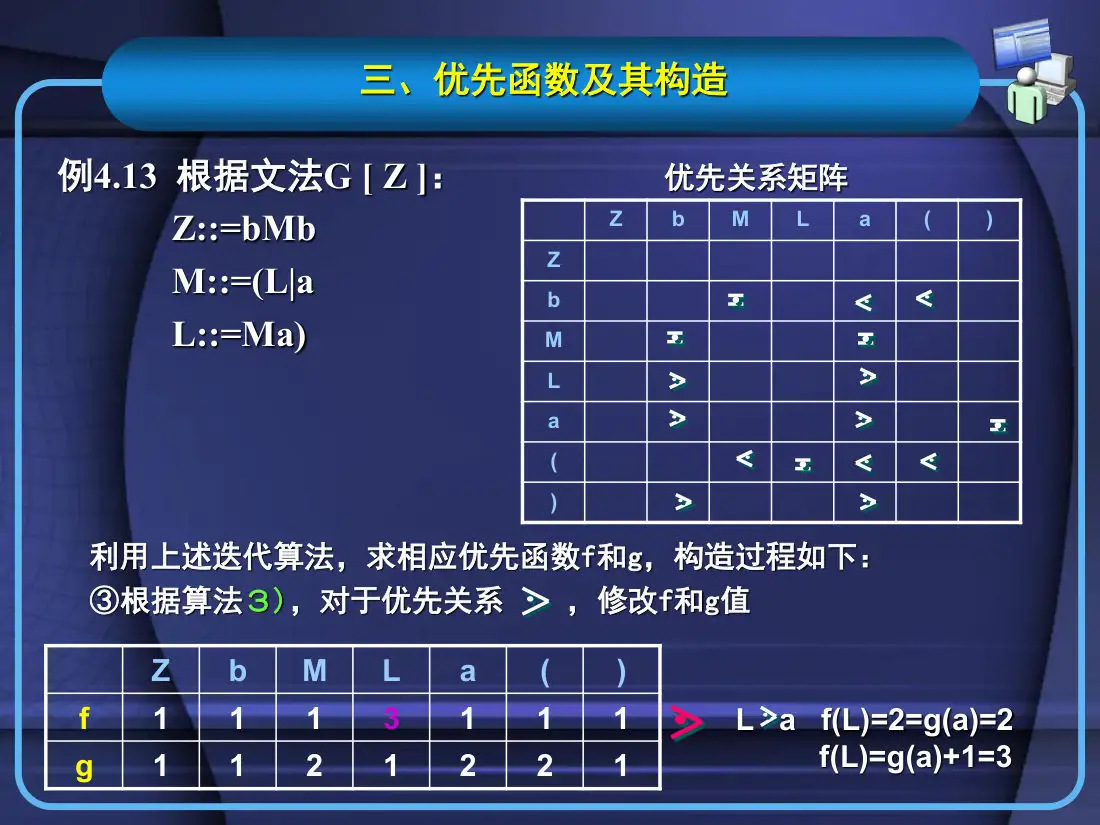 三、优先函数及其构造
例4.13 根据文法G [ Z ]：
Z::=bMb
M::=(L|a
L::=Ma)
优先关系矩阵
Z b M L a ( )
Z
b ≖ ⋖ ⋖
M ≖ ≖
L ⋗ ⋗
a ⋗ ⋗ ≖
( ⋖ ≖ ⋖ ⋖
) ⋗ ⋗
利用上述迭代算法，求相应优先函数f和g，构造过程如下：
③根据算法３)，对于优先关系 ⋗ ，修改f和g值
Z b M L a ( )
f 1 1 1 3 1 1 1
g 1 1 2 1 2 2 1
⋗ L ⋗ a f(L)=2=g(a)=2
f(L)=g(a)+1=3